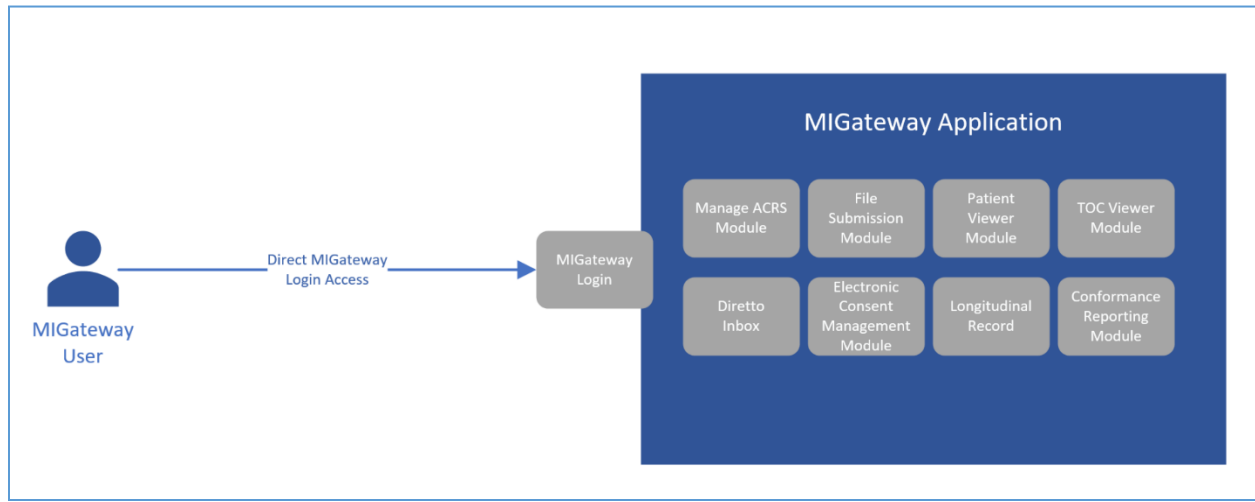 MIGateway Application
Manage ACRS
Module
File
Submission
Module
Patient
Viewer
Module
TOC Viewer
Module
Direct MIGateway
Login Access
MIGateway
Login
MIGateway
User
Diretto
Inbox
Electronic
Consent
Management
Module
Longitudinal
Record
Conformance
Reporting
Module